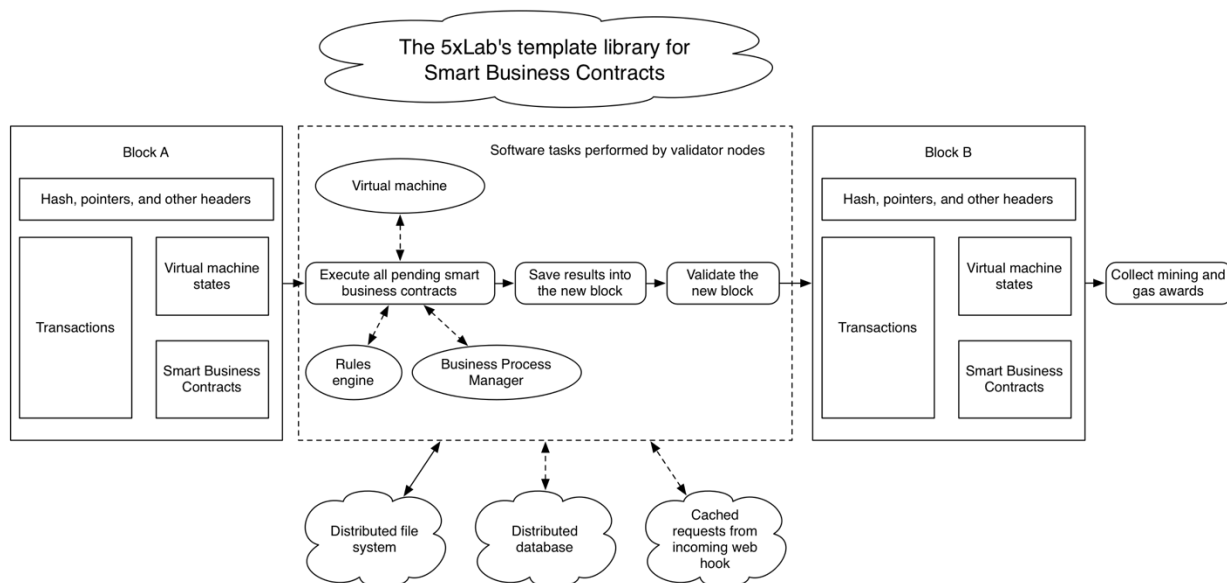 The 5xLab's template library for
Smart Business Contracts
Block A
Hash, pointers, and other headers
Transactions
Virtual machine
states
Smart Business
Contracts
Software tasks performed by validator nodes
Virtual machine
Execute all pending smart
business contracts
Save results into
the new block
Validate the
new block
Rules
engine
Business Process
Manager
Block B
Hash, pointers, and other headers
Transactions
Virtual machine
states
Smart Business
Contracts
Collect mining and
gas awards
Distributed file
system
Distributed
database
Cached
requests from
incoming web
hook